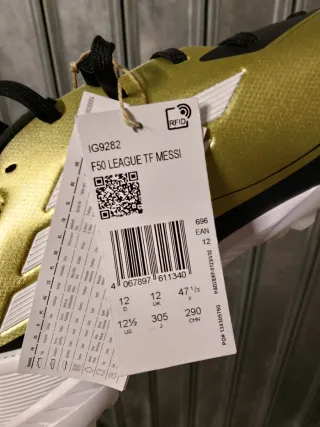 RFID
IG9282
F50 LEAGUE TF MESSI
696
EAN
12
4 067897 611340
12 12 47 1/3
D UK F
12½ 305 290
US J CHN